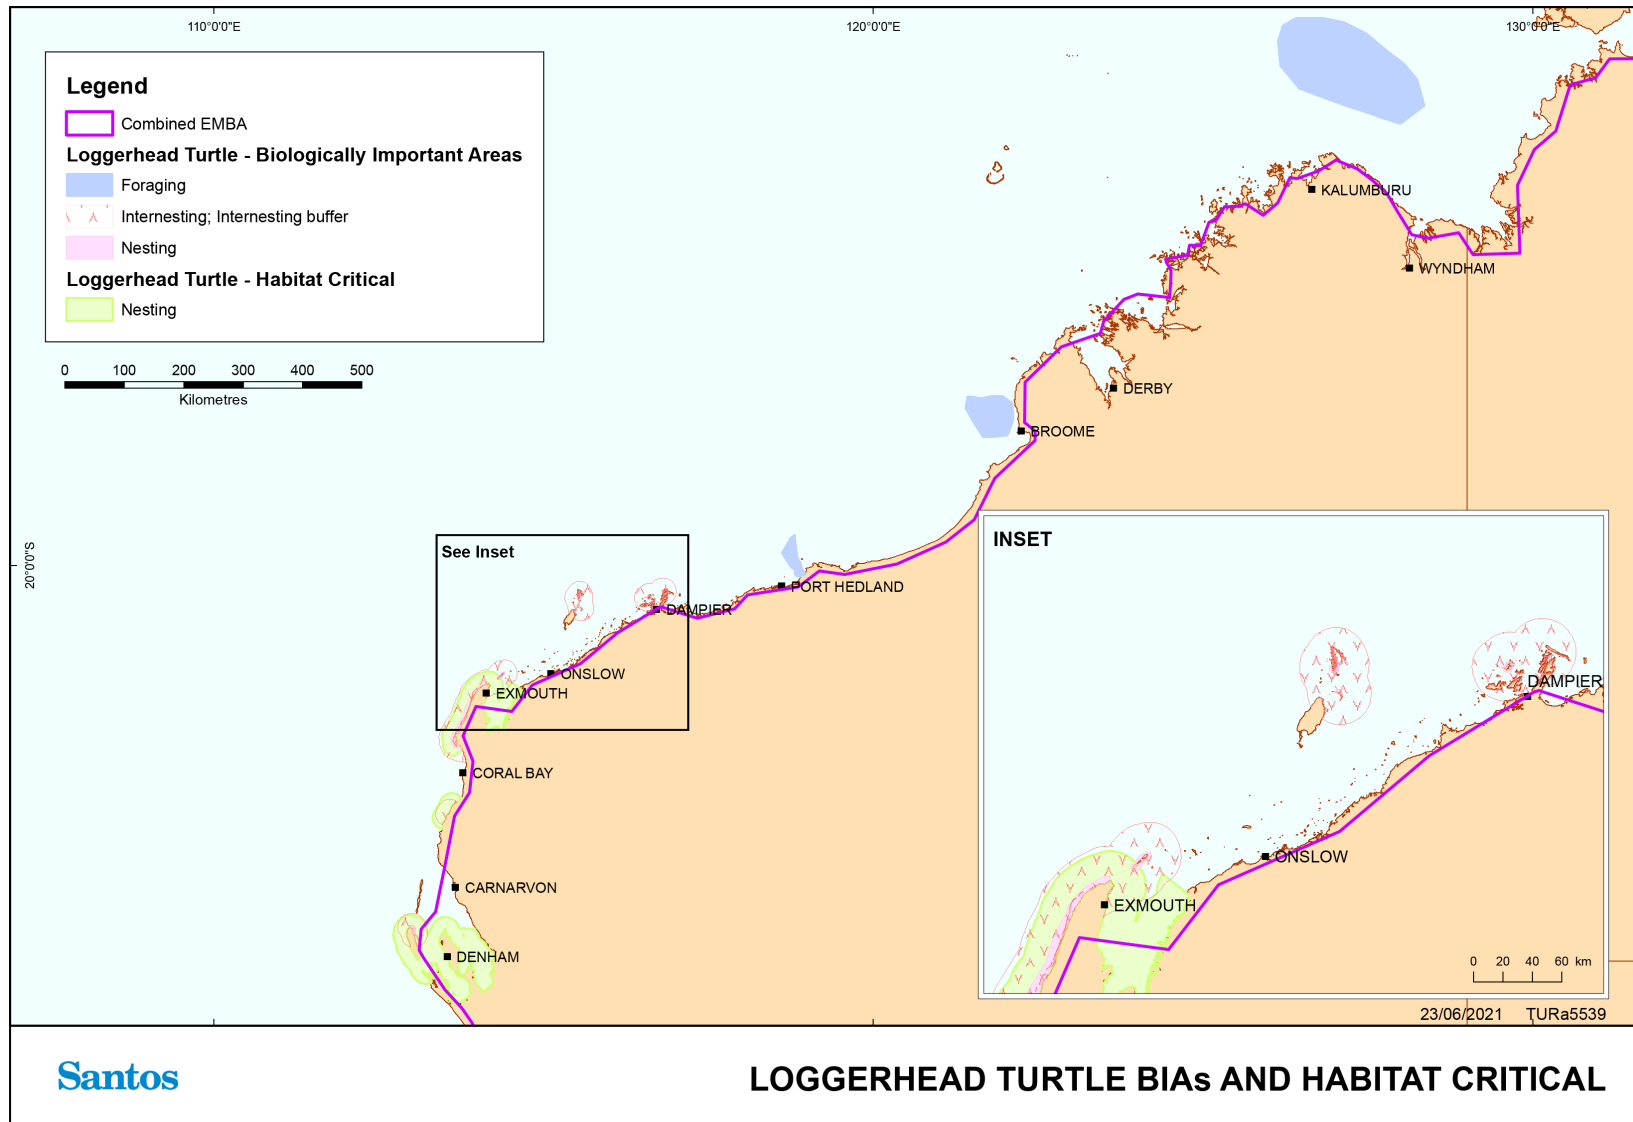 110°0'0"E
120°0'0"E
130°0'0"E
Legend
Combined EMBA
Loggerhead Turtle - Biologically Important Areas
Foraging
Internesting; Internesting buffer
Nesting
Loggerhead Turtle - Habitat Critical
Nesting
0 100 200 300 400 500
Kilometres
20°0'0"S
KALUMBURU
WYNDHAM
DERBY
BROOME
See Inset
PORT HEDLAND
DAMPIER
ONSLOW
EXMOUTH
CORAL BAY
CARNARVON
DENHAM
INSET
DAMPIER
ONSLOW
EXMOUTH
0 20 40 60 km
23/06/2021 TURa5539
Santos
LOGGERHEAD TURTLE BIAs AND HABITAT CRITICAL